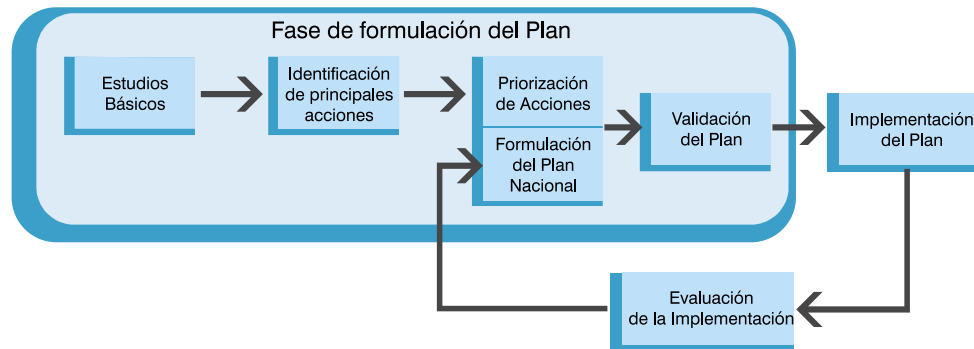 Fase de formulación del Plan
Estudios
Básicos
Identificación
de principales
acciones
Priorización
de Acciones
Formulación
del Plan
Nacional
Validación
del Plan
Implementación
del Plan
Evaluación
de la Implementación